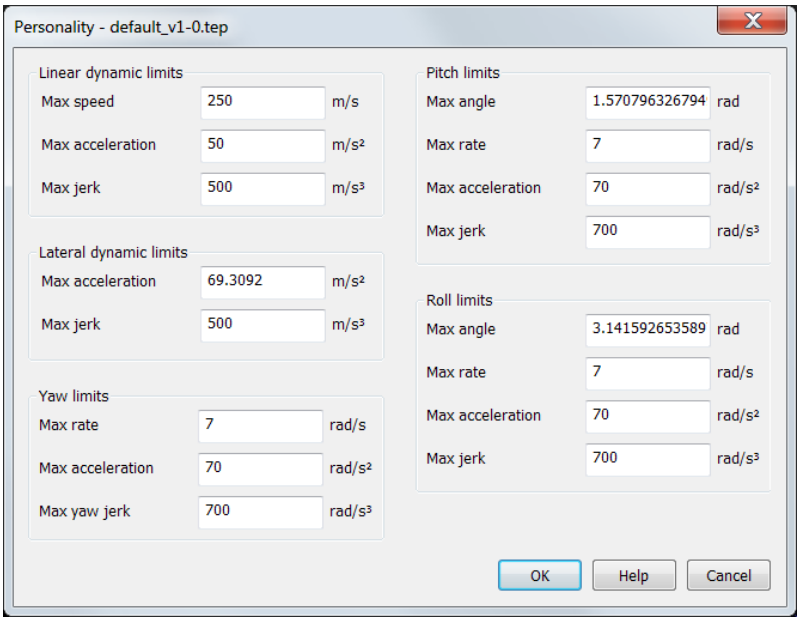 Personality - default_v1-0.tep
Linear dynamic limits
Max speed 250 m/s
Max acceleration 50 m/s²
Max jerk 500 m/s³
Lateral dynamic limits
Max acceleration 69.3092 m/s²
Max jerk 500 m/s³
Yaw limits
Max rate 7 rad/s
Max acceleration 70 rad/s²
Max yaw jerk 700 rad/s³
Pitch limits
Max angle 1.570796326794 rad
Max rate 7 rad/s
Max acceleration 70 rad/s²
Max jerk 700 rad/s³
Roll limits
Max angle 3.141592653589 rad
Max rate 7 rad/s
Max acceleration 70 rad/s²
Max jerk 700 rad/s³
OK Help Cancel